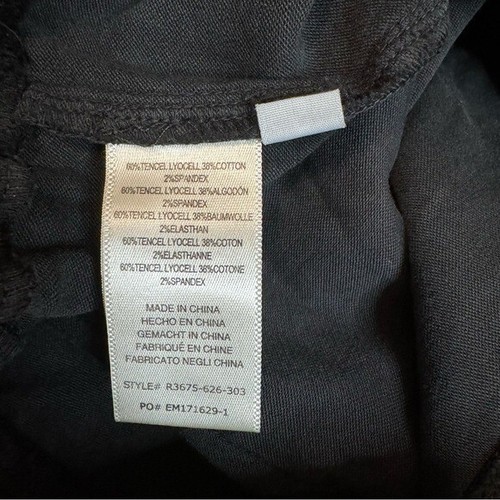 60%TENCEL LYOCELL 38%COTTON
2%SPANDEX
60%TENCEL LYOCELL 38%ALGODÓN
2%SPANDEX
60%TENCEL LYOCELL 38%BAUMWOLLE
2%ELASTHAN
60%TENCEL LYOCELL 38%COTON
2%ELASTHANNE
60%TENCEL LYOCELL 38%COTONE
2%SPANDEX
MADE IN CHINA
HECHO EN CHINA
GEMACHT IN CHINA
FABRIQUÉ EN CHINE
FABRICATO NEGLI CHINA
STYLE# R3675-626-303
PO# EM171629-1